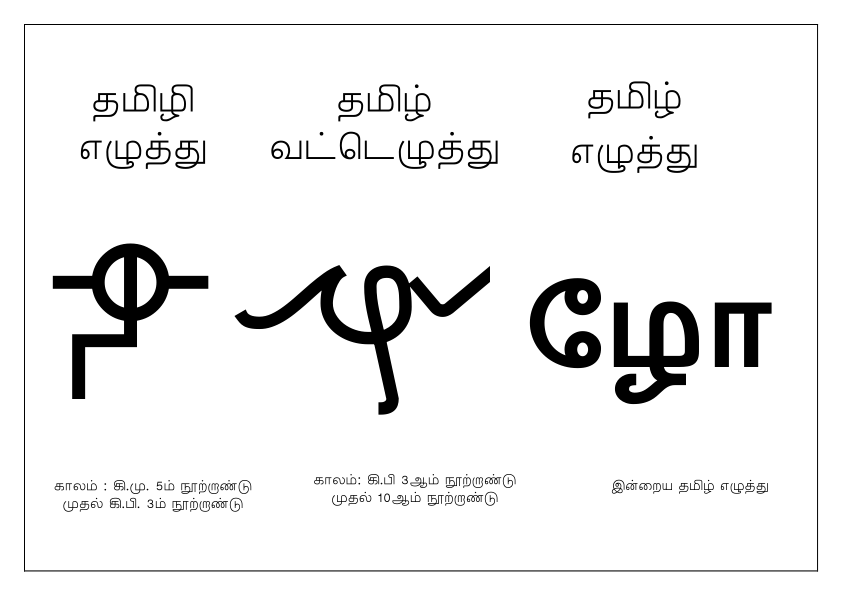 தமிழி
எழுத்து
தமிழ்
வட்டெழுத்து
தமிழ்
எழுத்து
ழோ
காலம் : கி.மு. 5ம் நூற்றாண்டு
முதல் கி.பி. 3ம் நூற்றாண்டு
காலம்: கி.பி 3ஆம் நூற்றாண்டு
முதல் 10ஆம் நூற்றாண்டு
இன்றைய தமிழ் எழுத்து